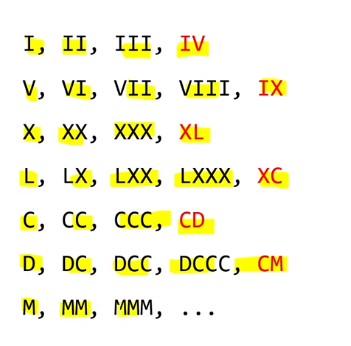 I, II, III, IV
V, VI, VII, VIII, IX
X, XX, XXX, XL
L, LX, LXX, LXXX, XC
C, CC, CCC, CD
D, DC, DCC, DCCC, CM
M, MM, MMM, ...